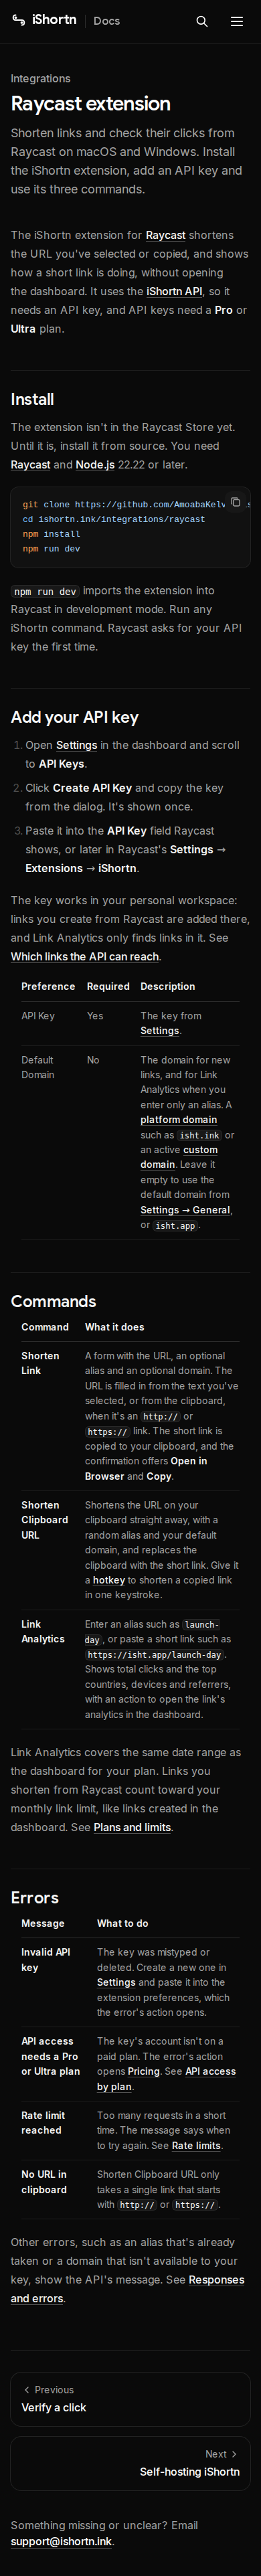 iShortn Docs
Integrations
Raycast extension
Shorten links and check their clicks from
Raycast on macOS and Windows. Install
the iShortn extension, add an API key and
use its three commands.
The iShortn extension for Raycast shortens
the URL you've selected or copied, and shows
how a short link is doing, without opening
the dashboard. It uses the iShortn API, so it
needs an API key, and API keys need a Pro or
Ultra plan.
Install
The extension isn't in the Raycast Store yet.
Until it is, install it from source. You need
Raycast and Node.js 22.22 or later.
git clone https://github.com/AmoabaKelv
cd ishortn.ink/integrations/raycast
npm install
npm run dev
npm run dev imports the extension into
Raycast in development mode. Run any
iShortn command. Raycast asks for your API
key the first time.
Add your API key
1. Open Settings in the dashboard and scroll
to API Keys.
2. Click Create API Key and copy the key
from the dialog. It's shown once.
3. Paste it into the API Key field Raycast
shows, or later in Raycast's Settings →
Extensions → iShortn.
The key works in your personal workspace:
links you create from Raycast are added there,
and Link Analytics only finds links in it. See
Which links the API can reach.
Preference Required Description
API Key Yes The key from
Settings.
Default No The domain for new
Domain links, and for Link
Analytics when you
enter only an alias. A
platform domain
such as isht.ink or
an active custom
domain. Leave it
empty to use the
default domain from
Settings → General,
or isht.app.
Commands
Command What it does
Shorten A form with the URL, an optional
Link alias and an optional domain. The
URL is filled in from the text you've
selected, or from the clipboard,
when it's an http:// or
https:// link. The short link is
copied to your clipboard, and the
confirmation offers Open in
Browser and Copy.
Shorten Shortens the URL on your
Clipboard clipboard straight away, with a
URL random alias and your default
domain, and replaces the
clipboard with the short link. Give it
a hotkey to shorten a copied link
in one keystroke.
Link Enter an alias such as launch-
Analytics day, or paste a short link such as
https://isht.app/launch-day.
Shows total clicks and the top
countries, devices and referrers,
with an action to open the link's
analytics in the dashboard.
Link Analytics covers the same date range as
the dashboard for your plan. Links you
shorten from Raycast count toward your
monthly link limit, like links created in the
dashboard. See Plans and limits.
Errors
Message What to do
Invalid API The key was mistyped or
key deleted. Create a new one in
Settings and paste it into the
extension preferences, which
the error's action opens.
API access The key's account isn't on a
needs a Pro paid plan. The error's action
or Ultra plan opens Pricing. See API access
by plan.
Rate limit Too many requests in a short
reached time. The message says when
to try again. See Rate limits.
No URL in Shorten Clipboard URL only
clipboard takes a single link that starts
with http:// or https://.
Other errors, such as an alias that's already
taken or a domain that isn't available to your
key, show the API's message. See Responses
and errors.
Previous
Verify a click
Next
Self-hosting iShortn
Something missing or unclear? Email
support@ishortn.ink.